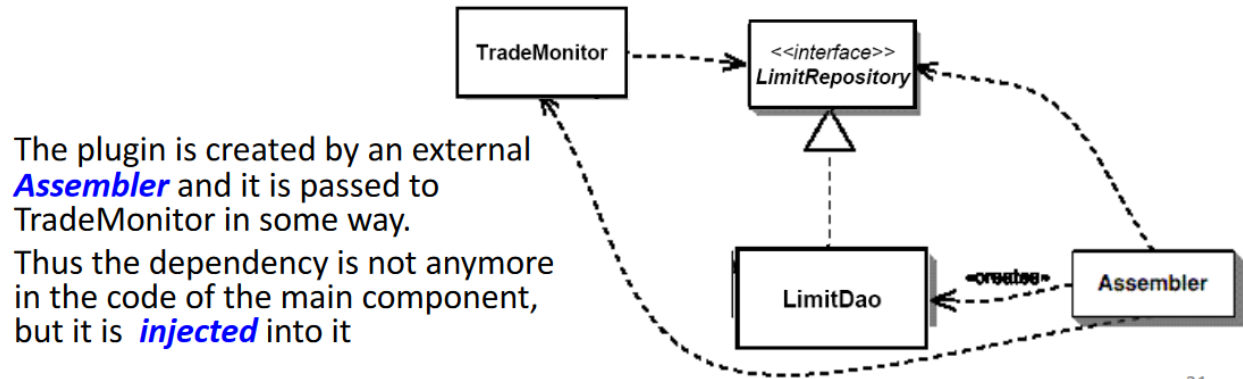 TradeMonitor
<<interface>>
LimitRepository
The plugin is created by an external
Assembler and it is passed to
TradeMonitor in some way.
Thus the dependency is not anymore
in the code of the main component,
but it is injected into it
LimitDao
Assembler